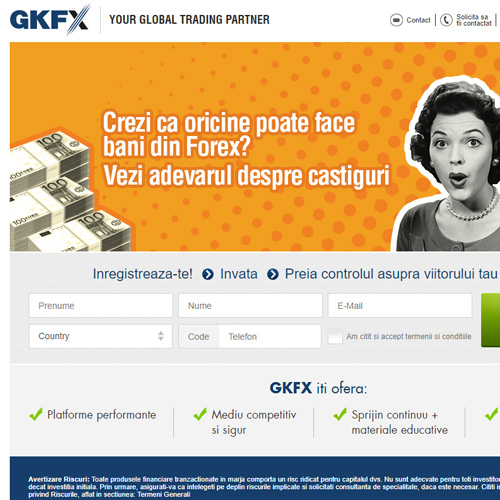 GKFX YOUR GLOBAL TRADING PARTNER
Contact
Solicita sa
fii contactat
Crezi ca oricine poate face
bani din Forex?
Vezi adevarul despre castiguri
100 EURO
Inregistreaza-te! Invata Preia controlul asupra viitorului tau
Prenume Nume E-Mail
Country Code Telefon Am citit si accept termenii si conditiile
GKFX iti ofera:
Platforme performante
Mediu competitiv
si sigur
Sprijin continuu +
materiale educative
Avertizare Riscuri: Toate produsele financiare tranzactionate in marja comporta un risc ridicat pentru capitalul dvs. Nu sunt adecvate pentru toti investit
decat investitia initiala. Prin urmare, asigurati-va ca intelegeti pe deplin riscurile implicate si solicitati consultanta de specialitate, daca este necesar. Cititi
privind Riscurile, aflat in sectiunea: Termeni Generali